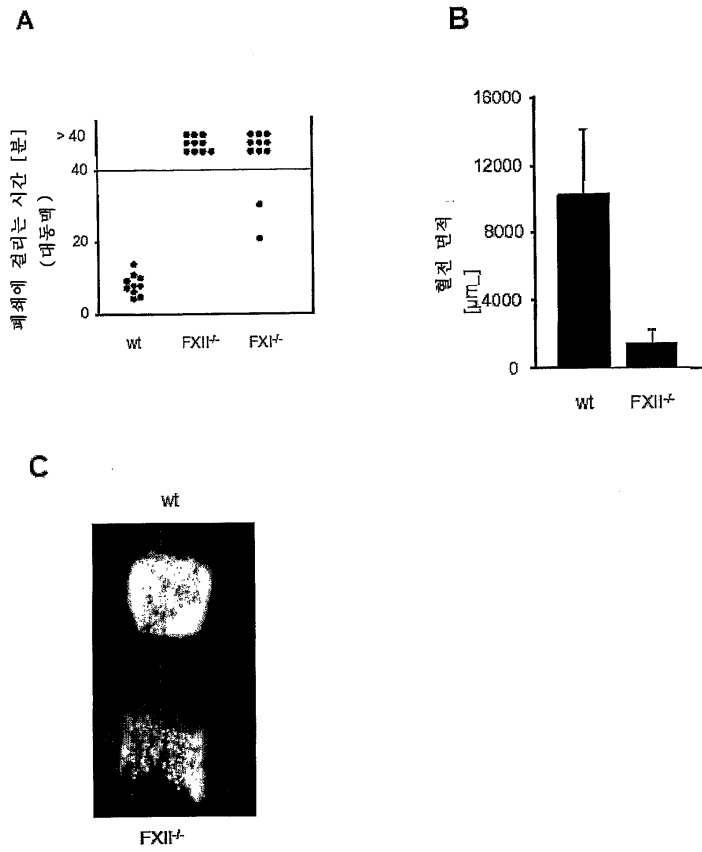 A
폐쇄에 걸리는 시간 [분]
(대동맥)
> 40
40
20
0
wt
FXII-/-
FXI-/-
B
혈전 면적
[µm_]
16000
12000
8000
4000
0
wt
FXII-/-
C
wt
FXII-/-